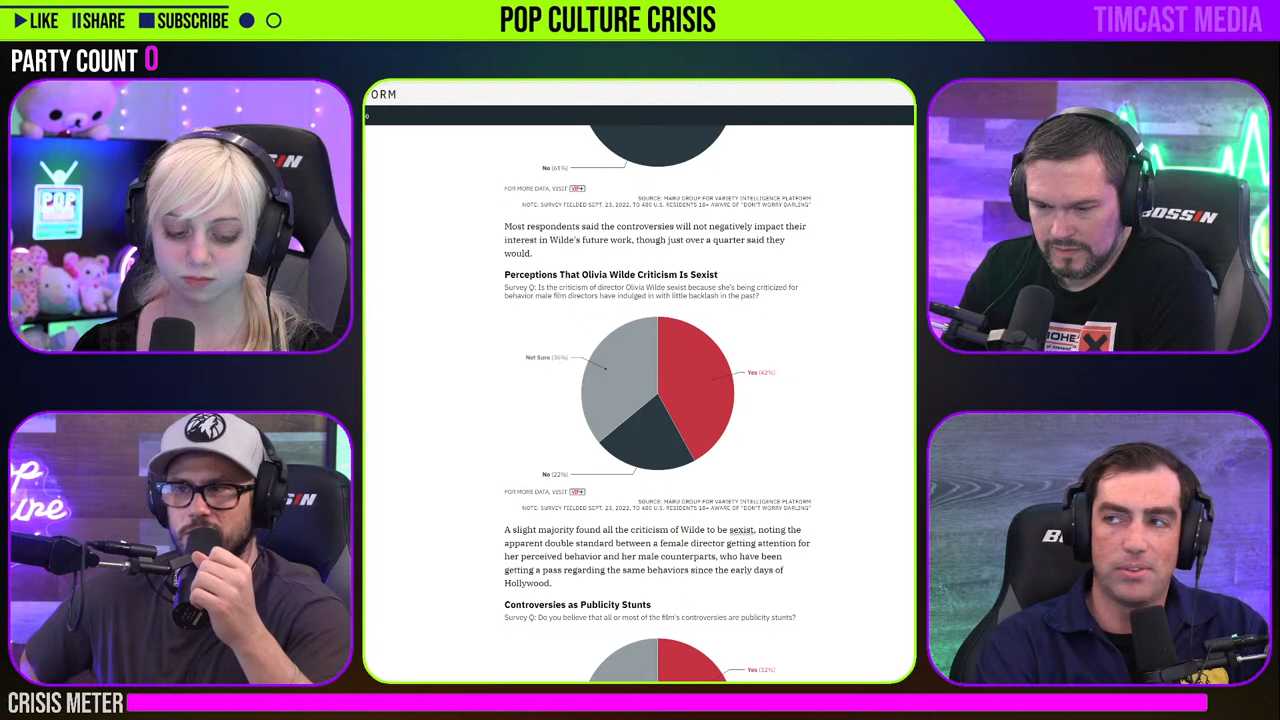 LIKE SHARE SUBSCRIBE
POP CULTURE CRISIS
TIMCAST MEDIA
PARTY COUNT 0
POP
ORM
0
No (61%)
FOR MORE DATA, VISIT VIP+
SOURCE: MARU GROUP FOR VARIETY INTELLIGENCE PLATFORM
NOTE: SURVEY FIELDED SEPT. 23, 2022, TO 480 U.S. RESIDENTS 18+ AWARE OF "DON'T WORRY DARLING"
Most respondents said the controversies will not negatively impact their
interest in Wilde's future work, though just over a quarter said they
would.
Perceptions That Olivia Wilde Criticism Is Sexist
Survey Q: Is the criticism of director Olivia Wilde sexist because she's being criticized for
behavior male film directors have indulged in with little backlash in the past?
Not Sure (36%)
Yes (42%)
No (22%)
FOR MORE DATA, VISIT VIP+
SOURCE: MARU GROUP FOR VARIETY INTELLIGENCE PLATFORM
NOTE: SURVEY FIELDED SEPT. 23, 2022, TO 480 U.S. RESIDENTS 18+ AWARE OF "DON'T WORRY DARLING"
A slight majority found all the criticism of Wilde to be sexist, noting the
apparent double standard between a female director getting attention for
her perceived behavior and her male counterparts, who have been
getting a pass regarding the same behaviors since the early days of
Hollywood.
Controversies as Publicity Stunts
Survey Q: Do you believe that all or most of the film's controversies are publicity stunts?
Yes (32%)
BOSSIN
CRISIS METER